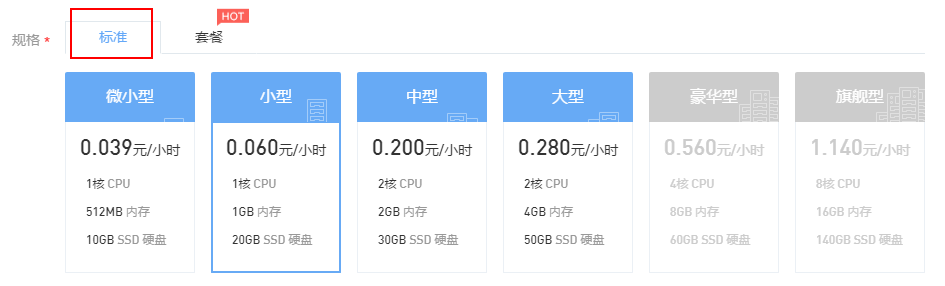 HOT
规格 * 标准 套餐
微小型 小型 中型 大型 豪华型 旗舰型
0.039元/小时 0.060元/小时 0.200元/小时 0.280元/小时 0.560元/小时 1.140元/小时
1核 CPU 1核 CPU 2核 CPU 2核 CPU 4核 CPU 8核 CPU
512MB 内存 1GB 内存 2GB 内存 4GB 内存 8GB 内存 16GB 内存
10GB SSD 硬盘 20GB SSD 硬盘 30GB SSD 硬盘 50GB SSD 硬盘 60GB SSD 硬盘 140GB SSD 硬盘